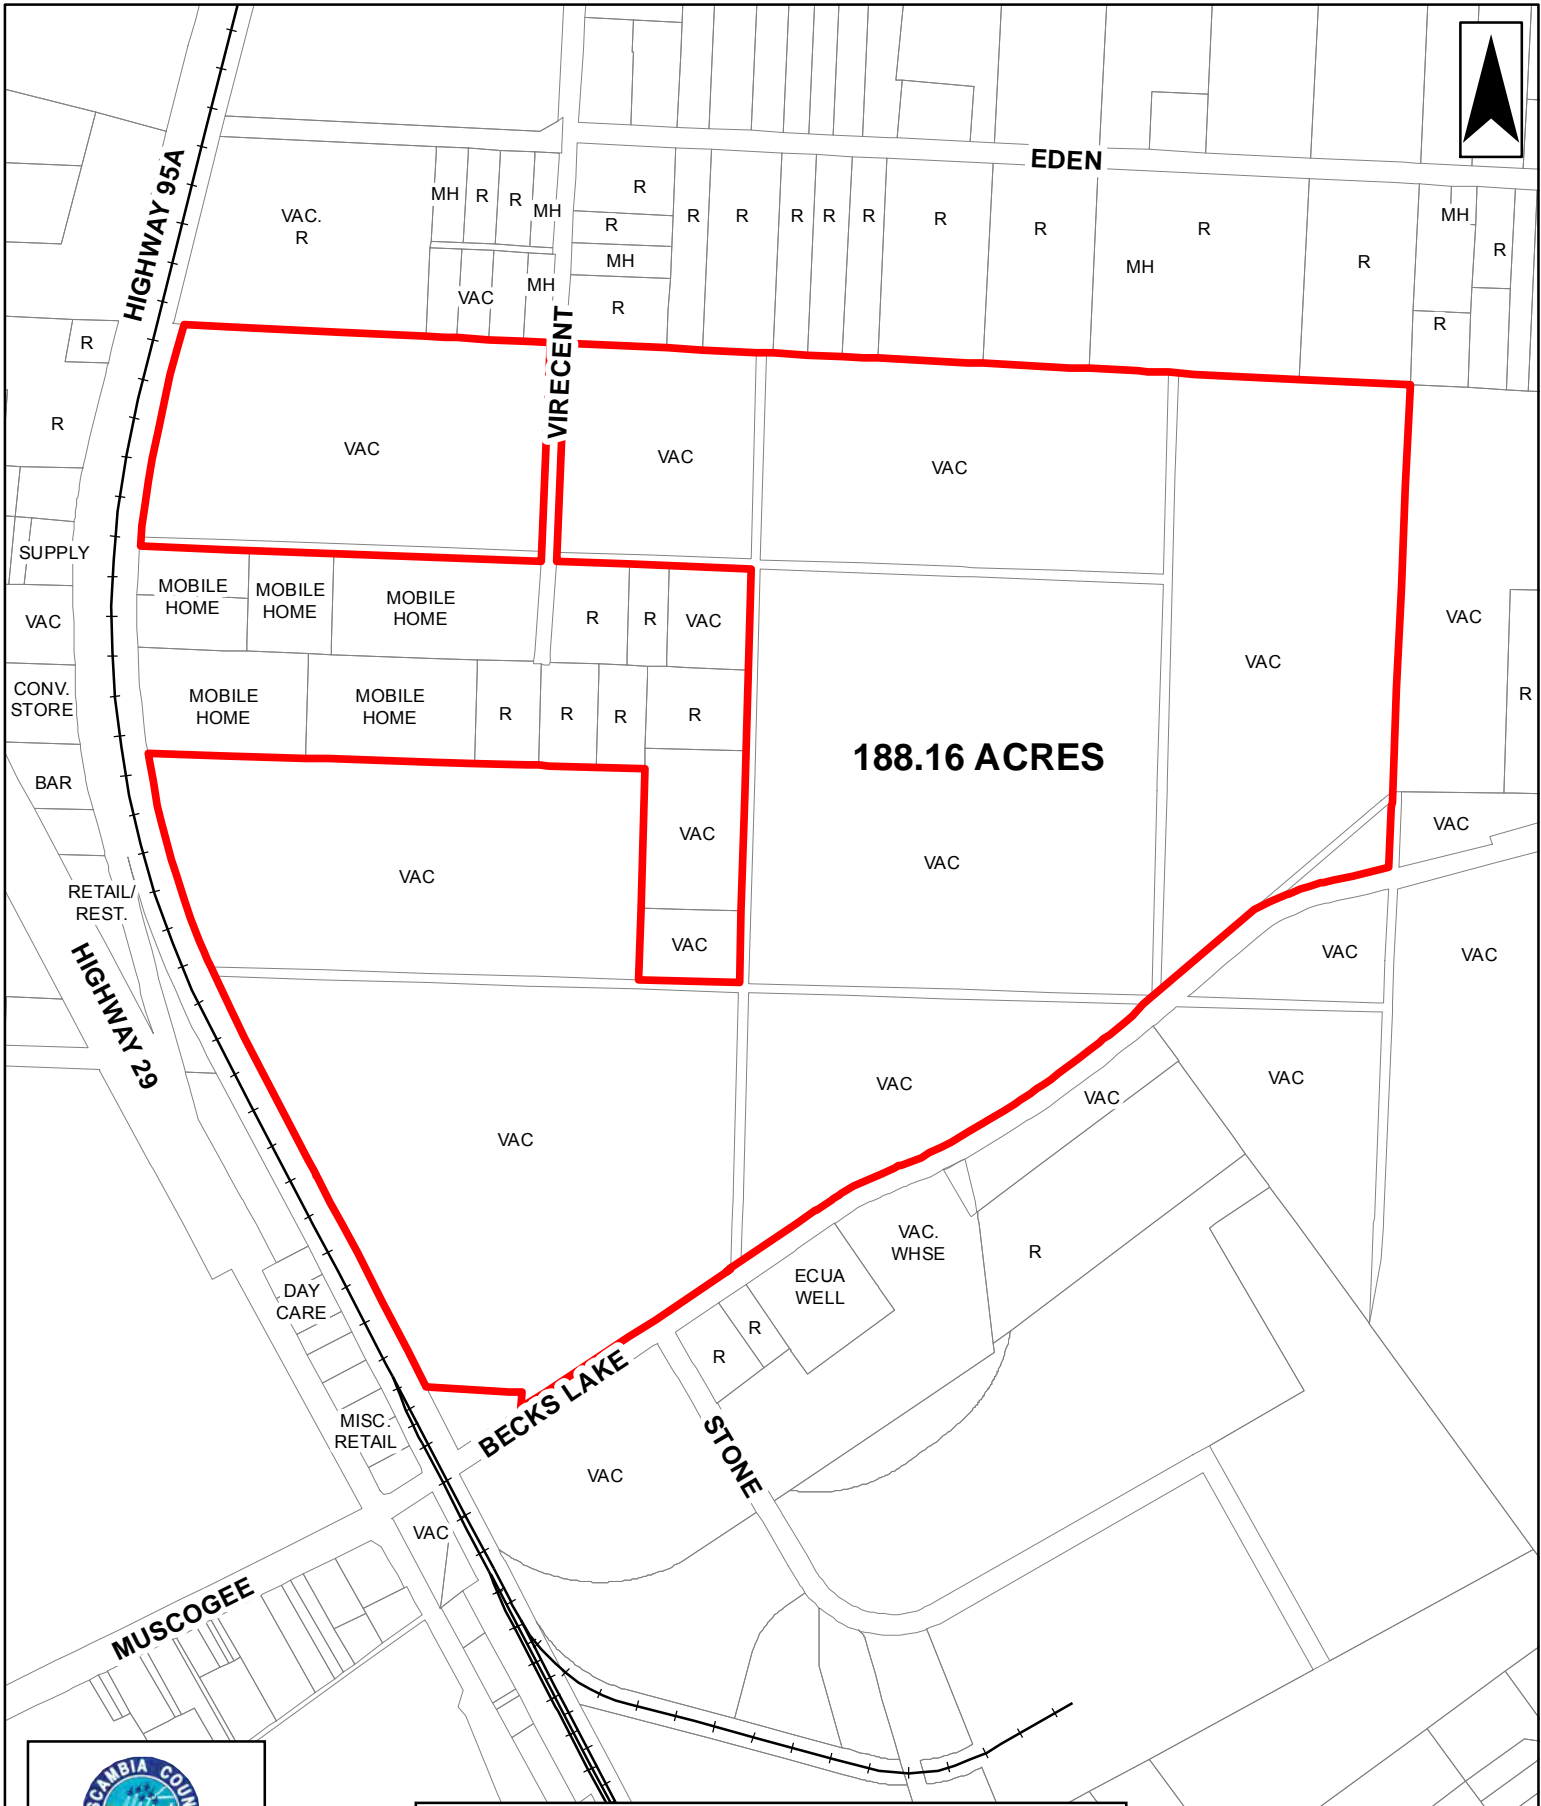 EDEN
HIGHWAY 95A
VAC.
R
MH
R
R
MH
R
R
MH
R
VAC
MH
R
R
R
R
R
R
R
R
MH
R
MH
R
R
R
R
VIRECENT
VAC
VAC
VAC
SUPPLY
VAC
CONV.
STORE
BAR
MOBILE
HOME
MOBILE
HOME
MOBILE
HOME
R
R
VAC
MOBILE
HOME
MOBILE
HOME
R
R
R
R
VAC
VAC
R
188.16 ACRES
VAC
VAC
VAC
VAC
VAC
RETAIL/
REST.
HIGHWAY 29
VAC
VAC
VAC
VAC
VAC
VAC
VAC.
WHSE
R
ECUA
WELL
R
R
DAY
CARE
MISC.
RETAIL
BECKS LAKE
STONE
VAC
VAC
MUSCOGEE
SCAMBIA COUN